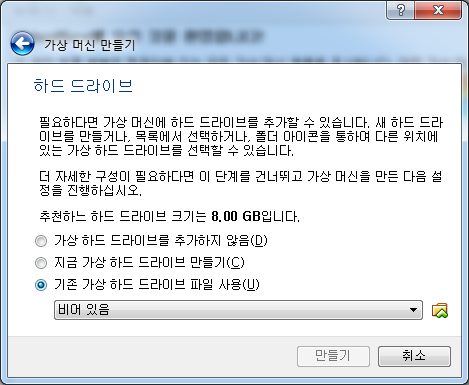 가상 머신 만들기
하드 드라이브
필요하다면 가상 머신에 하드 드라이브를 추가할 수 있습니다. 새 하드 드라
이브를 만들거나, 목록에서 선택하거나, 폴더 아이콘을 통하여 다른 위치에
있는 가상 하드 드라이브를 선택할 수 있습니다.
더 자세한 구성이 필요하다면 이 단계를 건너뛰고 가상 머신을 만든 다음 설
정을 진행하십시오.
추천하느 하드 드라이브 크기는 8.00 GB입니다.
가상 하드 드라이브를 추가하지 않음(D)
지금 가상 하드 드라이브 만들기(C)
기존 가상 하드 드라이브 파일 사용(U)
비어 있음
만들기
취소